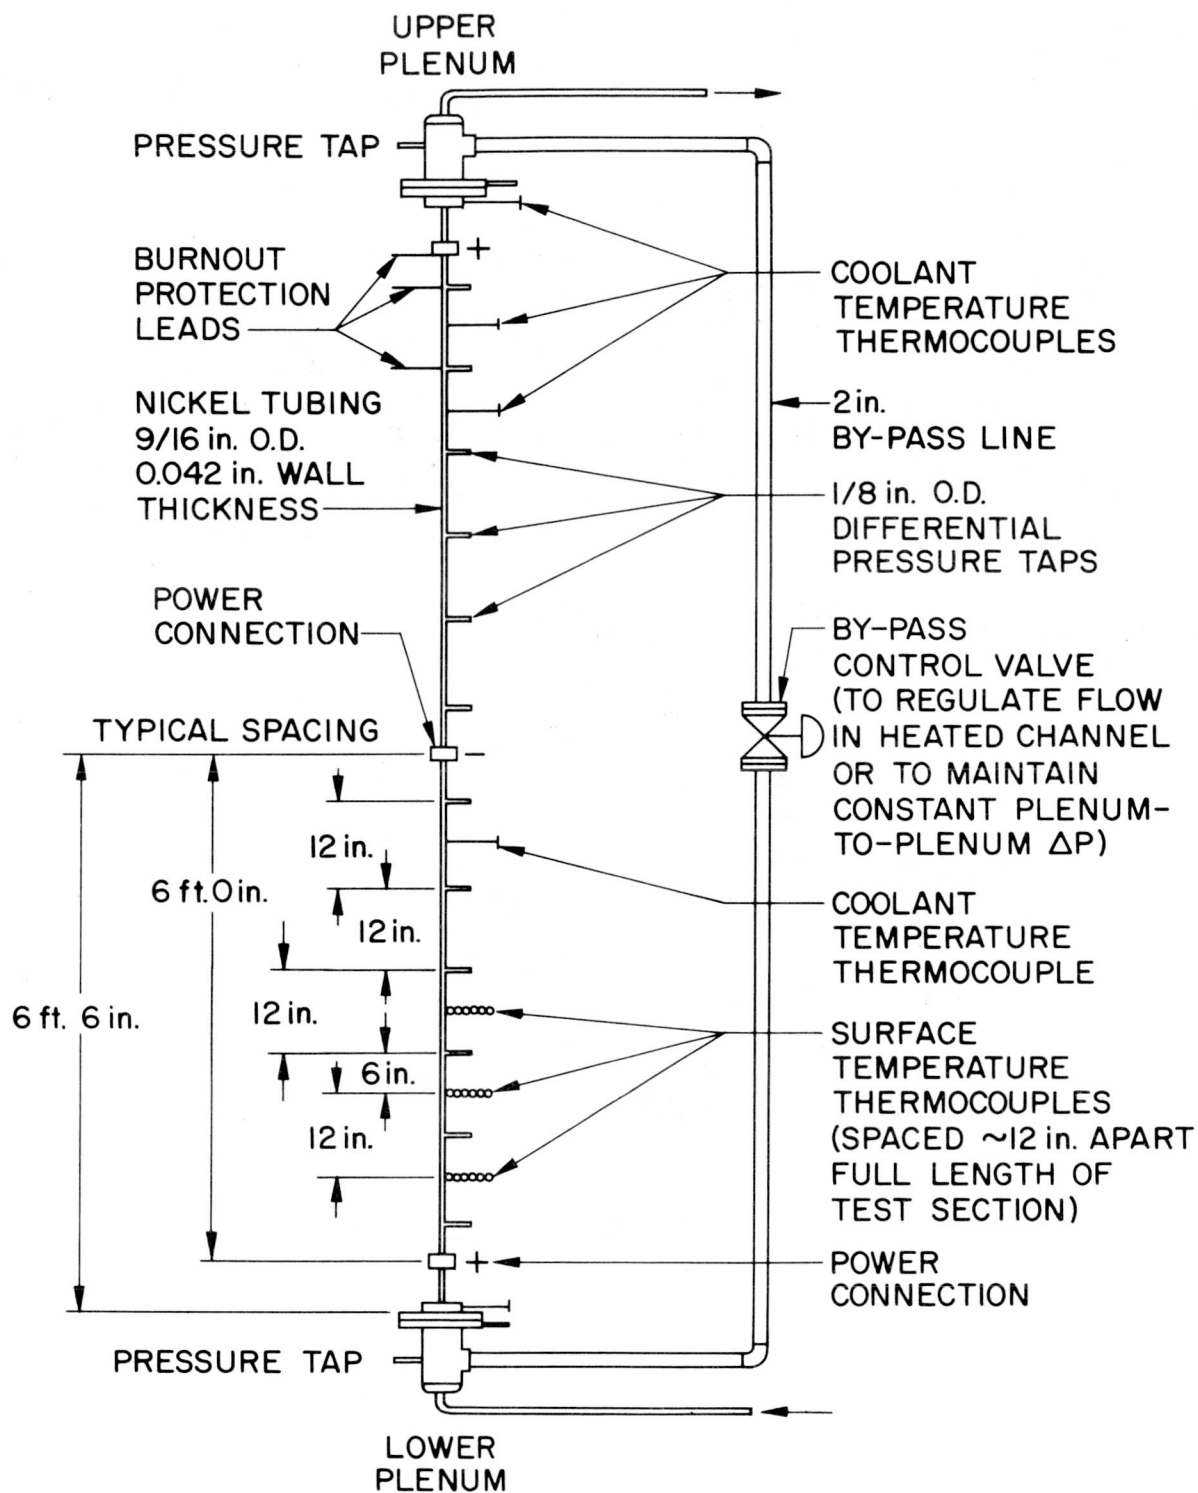 UPPER
PLENUM
PRESSURE TAP
+
BURNOUT
PROTECTION
LEADS
COOLANT
TEMPERATURE
THERMOCOUPLES
NICKEL TUBING
9/16 in. O.D.
0.042 in. WALL
THICKNESS
2 in.
BY-PASS LINE
1/8 in. O.D.
DIFFERENTIAL
PRESSURE TAPS
POWER
CONNECTION
BY-PASS
CONTROL VALVE
(TO REGULATE FLOW
IN HEATED CHANNEL
OR TO MAINTAIN
CONSTANT PLENUM-
TO-PLENUM ΔP)
TYPICAL SPACING
-
12 in.
6 ft. 0 in.
12 in.
COOLANT
TEMPERATURE
THERMOCOUPLE
6 ft. 6 in.
12 in.
6 in.
12 in.
SURFACE
TEMPERATURE
THERMOCOUPLES
(SPACED ~12 in. APART
FULL LENGTH OF
TEST SECTION)
+
POWER
CONNECTION
PRESSURE TAP
LOWER
PLENUM